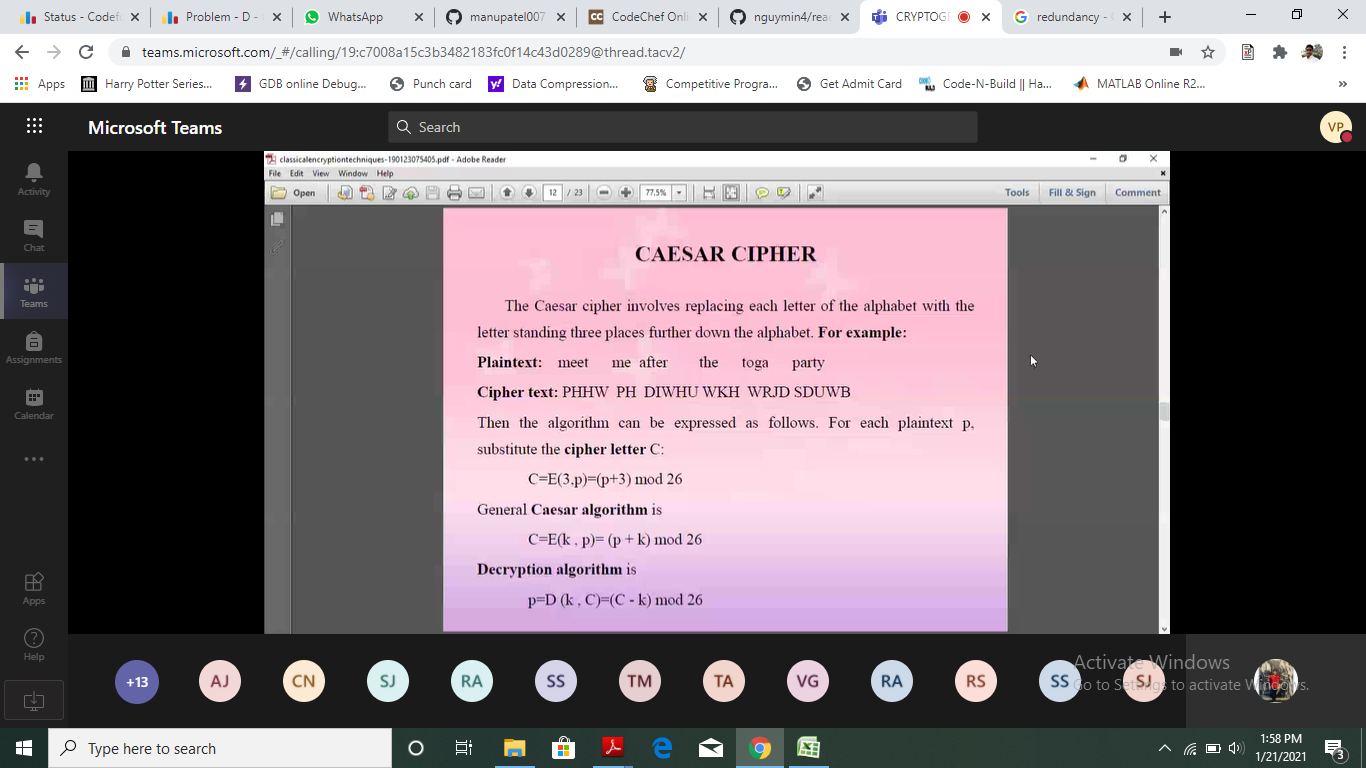 Status - Codef
Problem - D -
WhatsApp
manupatel007
CodeChef Onli
nguymin4/rea
CRYPTOG
redundancy -
teams.microsoft.com/_#/calling/19:c7008a15c3b3482183fc0f14c43d0289@thread.tacv2/
Apps
Harry Potter Series...
GDB online Debug...
Punch card
Data Compression...
Competitive Progra...
Get Admit Card
Code-N-Build || Ha...
MATLAB Online R2...
Microsoft Teams
Search
VP
Activity
Chat
Teams
Assignments
Calendar
Apps
Help
classicalencryptiontechniques-190123075405.pdf - Adobe Reader
File Edit View Window Help
Open
12 / 23
77.5%
Tools
Fill & Sign
Comment
CAESAR CIPHER
The Caesar cipher involves replacing each letter of the alphabet with the
letter standing three places further down the alphabet. For example:
Plaintext: meet me after the toga party
Cipher text: PHHW PH DIWHU WKH WRJD SDUWB
Then the algorithm can be expressed as follows. For each plaintext p,
substitute the cipher letter C:
C=E(3,p)=(p+3) mod 26
General Caesar algorithm is
C=E(k , p)= (p + k) mod 26
Decryption algorithm is
p=D (k , C)=(C - k) mod 26
+13
AJ
CN
SJ
RA
SS
TM
TA
VG
RA
RS
SS
SJ
Activate Windows
Go to Settings to activate Windows.
Type here to search
1:58 PM
1/21/2021
3